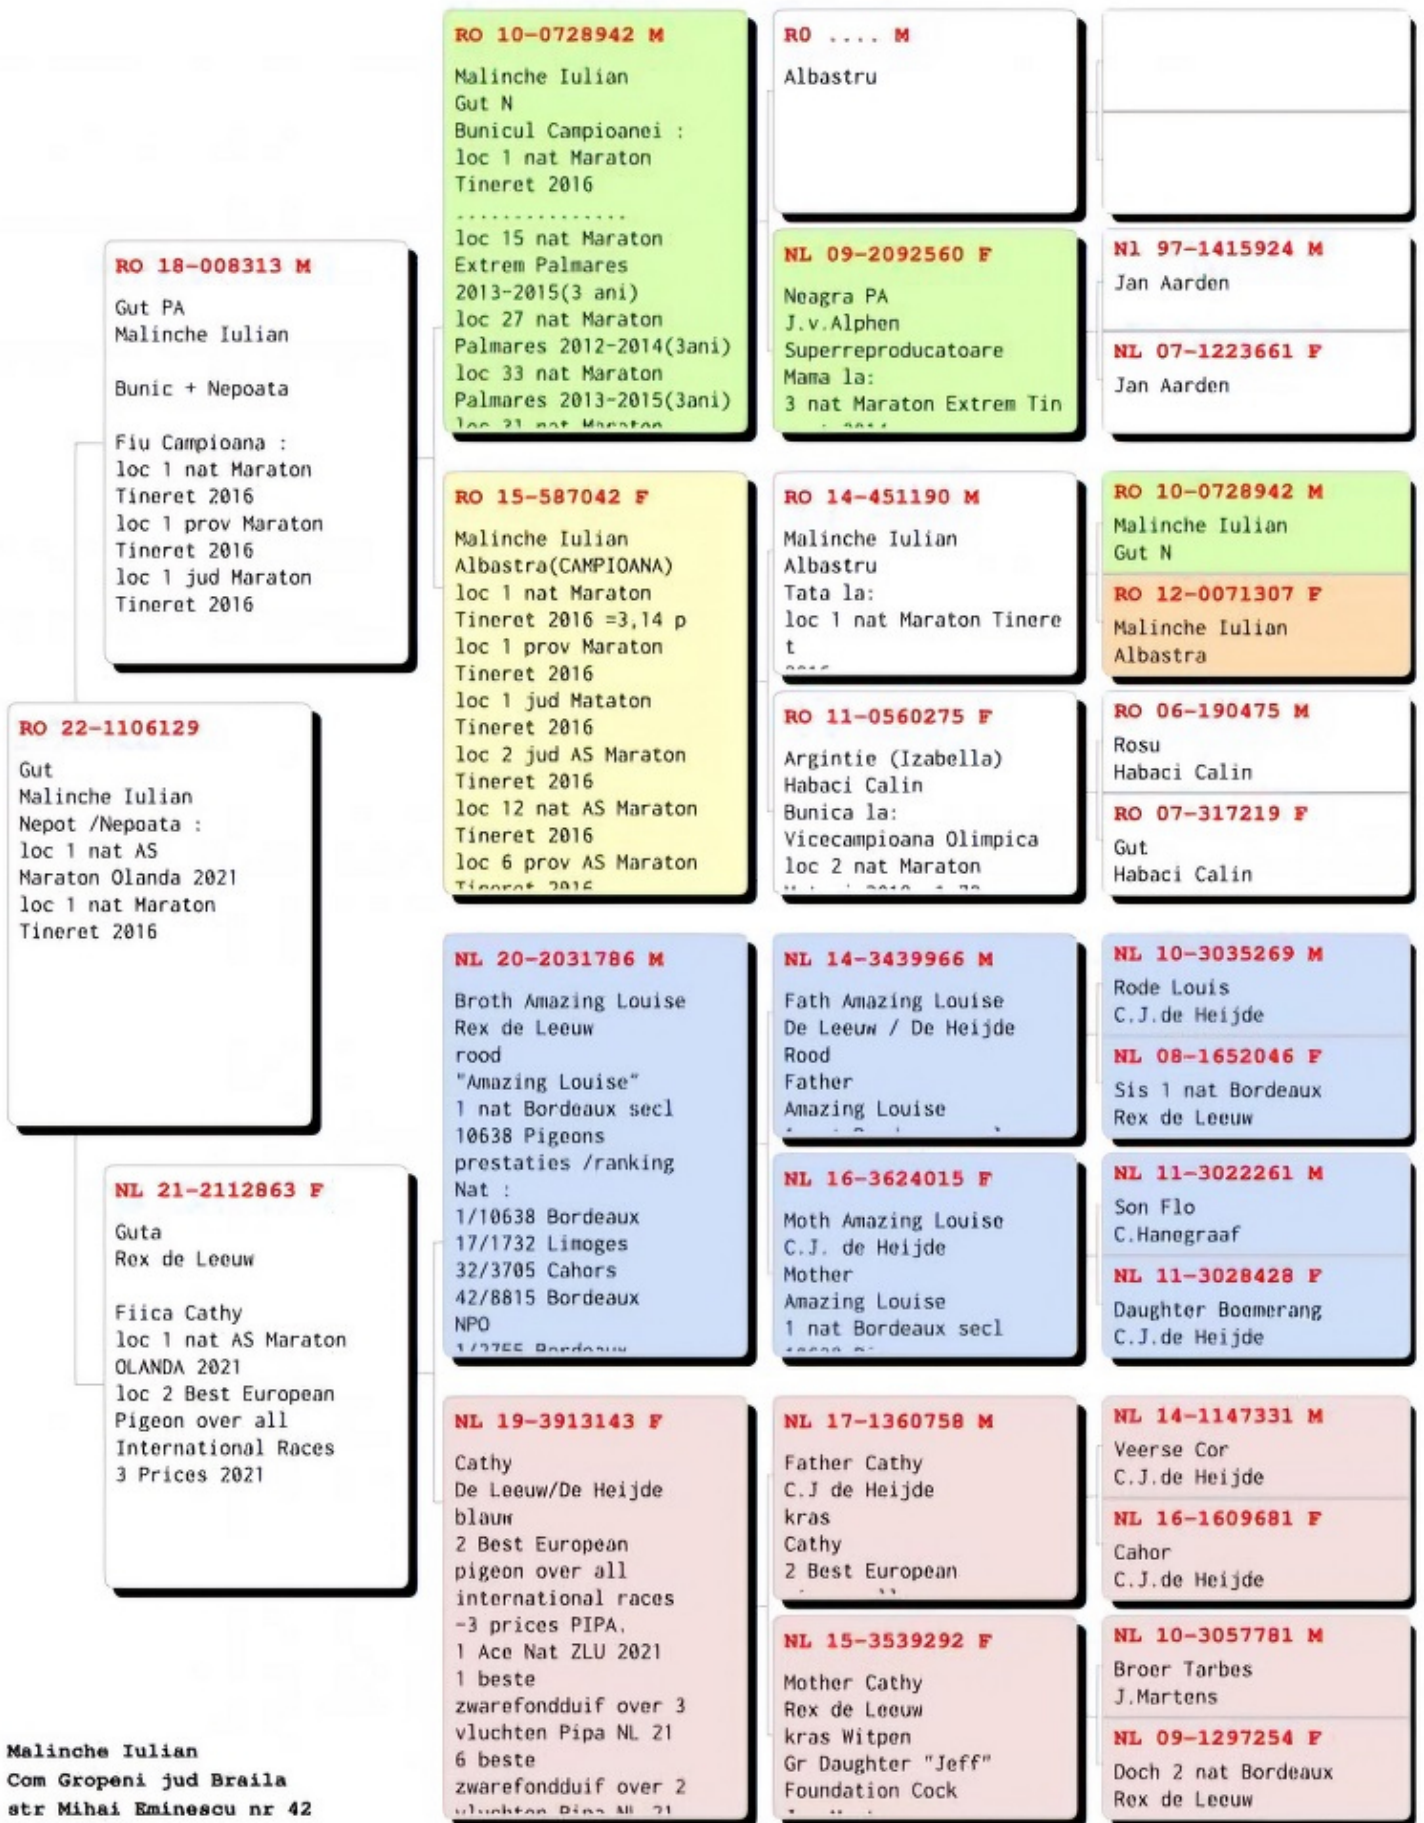 RO 10-0728942 M
Malinche Iulian
Gut N
Bunicul Campioanei :
loc 1 nat Maraton
Tineret 2016
...............
loc 15 nat Maraton
Extrem Palmares
2013-2015(3 ani)
loc 27 nat Maraton
Palmares 2012-2014(3ani)
loc 33 nat Maraton
Palmares 2013-2015(3ani)
loc 31 nat Maraton
RO .... M
Albastru
NL 09-2092560 F
Neagra PA
J.v.Alphen
Superreproducatoare
Mama la:
3 nat Maraton Extrem Tin
Nl 97-1415924 M
Jan Aarden
NL 07-1223661 F
Jan Aarden
RO 18-008313 M
Gut PA
Malinche Iulian
Bunic + Nepoata
Fiu Campioana :
loc 1 nat Maraton
Tineret 2016
loc 1 prov Maraton
Tineret 2016
loc 1 jud Maraton
Tineret 2016
RO 15-587042 F
Malinche Iulian
Albastra(CAMPIOANA)
loc 1 nat Maraton
Tineret 2016 =3,14 p
loc 1 prov Maraton
Tineret 2016
loc 1 jud Mataton
Tineret 2016
loc 2 jud AS Maraton
Tineret 2016
loc 12 nat AS Maraton
Tineret 2016
loc 6 prov AS Maraton
Tineret 2016
RO 14-451190 M
Malinche Iulian
Albastru
Tata la:
loc 1 nat Maraton Tinere
t
2016
RO 11-0560275 F
Argintie (Izabella)
Habaci Calin
Bunica la:
Vicecampioana Olimpica
loc 2 nat Maraton
RO 10-0728942 M
Malinche Iulian
Gut N
RO 12-0071307 F
Malinche Iulian
Albastra
RO 06-190475 M
Rosu
Habaci Calin
RO 07-317219 F
Gut
Habaci Calin
RO 22-1106129
Gut
Malinche Iulian
Nepot /Nepoata :
loc 1 nat AS
Maraton Olanda 2021
loc 1 nat Maraton
Tineret 2016
NL 20-2031786 M
Broth Amazing Louise
Rex de Leeuw
rood
"Amazing Louise"
1 nat Bordeaux secl
10638 Pigeons
prestaties /ranking
Nat :
1/10638 Bordeaux
17/1732 Limoges
32/3705 Cahors
42/8815 Bordeaux
NPO
1/2755 Bordeaux
NL 14-3439966 M
Fath Amazing Louise
De Leeuw / De Heijde
Rood
Father
Amazing Louise
NL 16-3624015 F
Moth Amazing Louise
C.J. de Heijde
Mother
Amazing Louise
1 nat Bordeaux secl
NL 10-3035269 M
Rode Louis
C.J.de Heijde
NL 08-1652046 F
Sis 1 nat Bordeaux
Rex de Leeuw
NL 11-3022261 M
Son Flo
C.Hanegraaf
NL 11-3028428 F
Daughter Boemerang
C.J.de Heijde
NL 21-2112863 F
Guta
Rex de Leeuw
Fiica Cathy
loc 1 nat AS Maraton
OLANDA 2021
loc 2 Best European
Pigeon over all
International Races
3 Prices 2021
NL 19-3913143 F
Cathy
De Leeuw/De Heijde
blauw
2 Best European
pigeon over all
international races
-3 prices PIPA.
1 Ace Nat ZLU 2021
1 beste
zwarefondduif over 3
vluchten Pipa NL 21
6 beste
zwarefondduif over 2
vluchten Pipa NL 21
NL 17-1360758 M
Father Cathy
C.J de Heijde
kras
Cathy
2 Best European
NL 15-3539292 F
Mother Cathy
Rex de Leeuw
kras Witpen
Gr Daughter "Jeff"
Foundation Cock
NL 14-1147331 M
Veerse Cor
C.J.de Heijde
NL 16-1609681 F
Cahor
C.J.de Heijde
NL 10-3057781 M
Broer Tarbes
J.Martens
NL 09-1297254 F
Doch 2 nat Bordeaux
Rex de Leeuw
Malinche Iulian
Com Gropeni jud Braila
str Mihai Eminescu nr 42